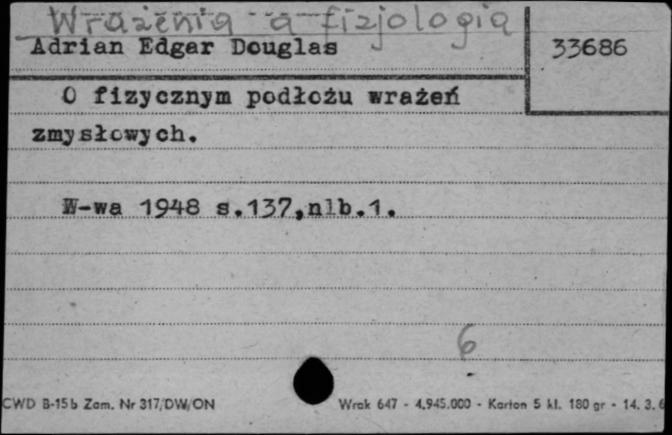 Wrażenia a fizjologia
Adrian Edgar Douglas
33686
O fizycznym podłożu wrażeń
zmysłowych.
W-wa 1948 s.137,nlb.1.
6
CWD B-15b Zam. Nr 317/DW/ON
Wrak 647 - 4.945.000 - Karton 5 kl. 180 gr - 14. 3. 6